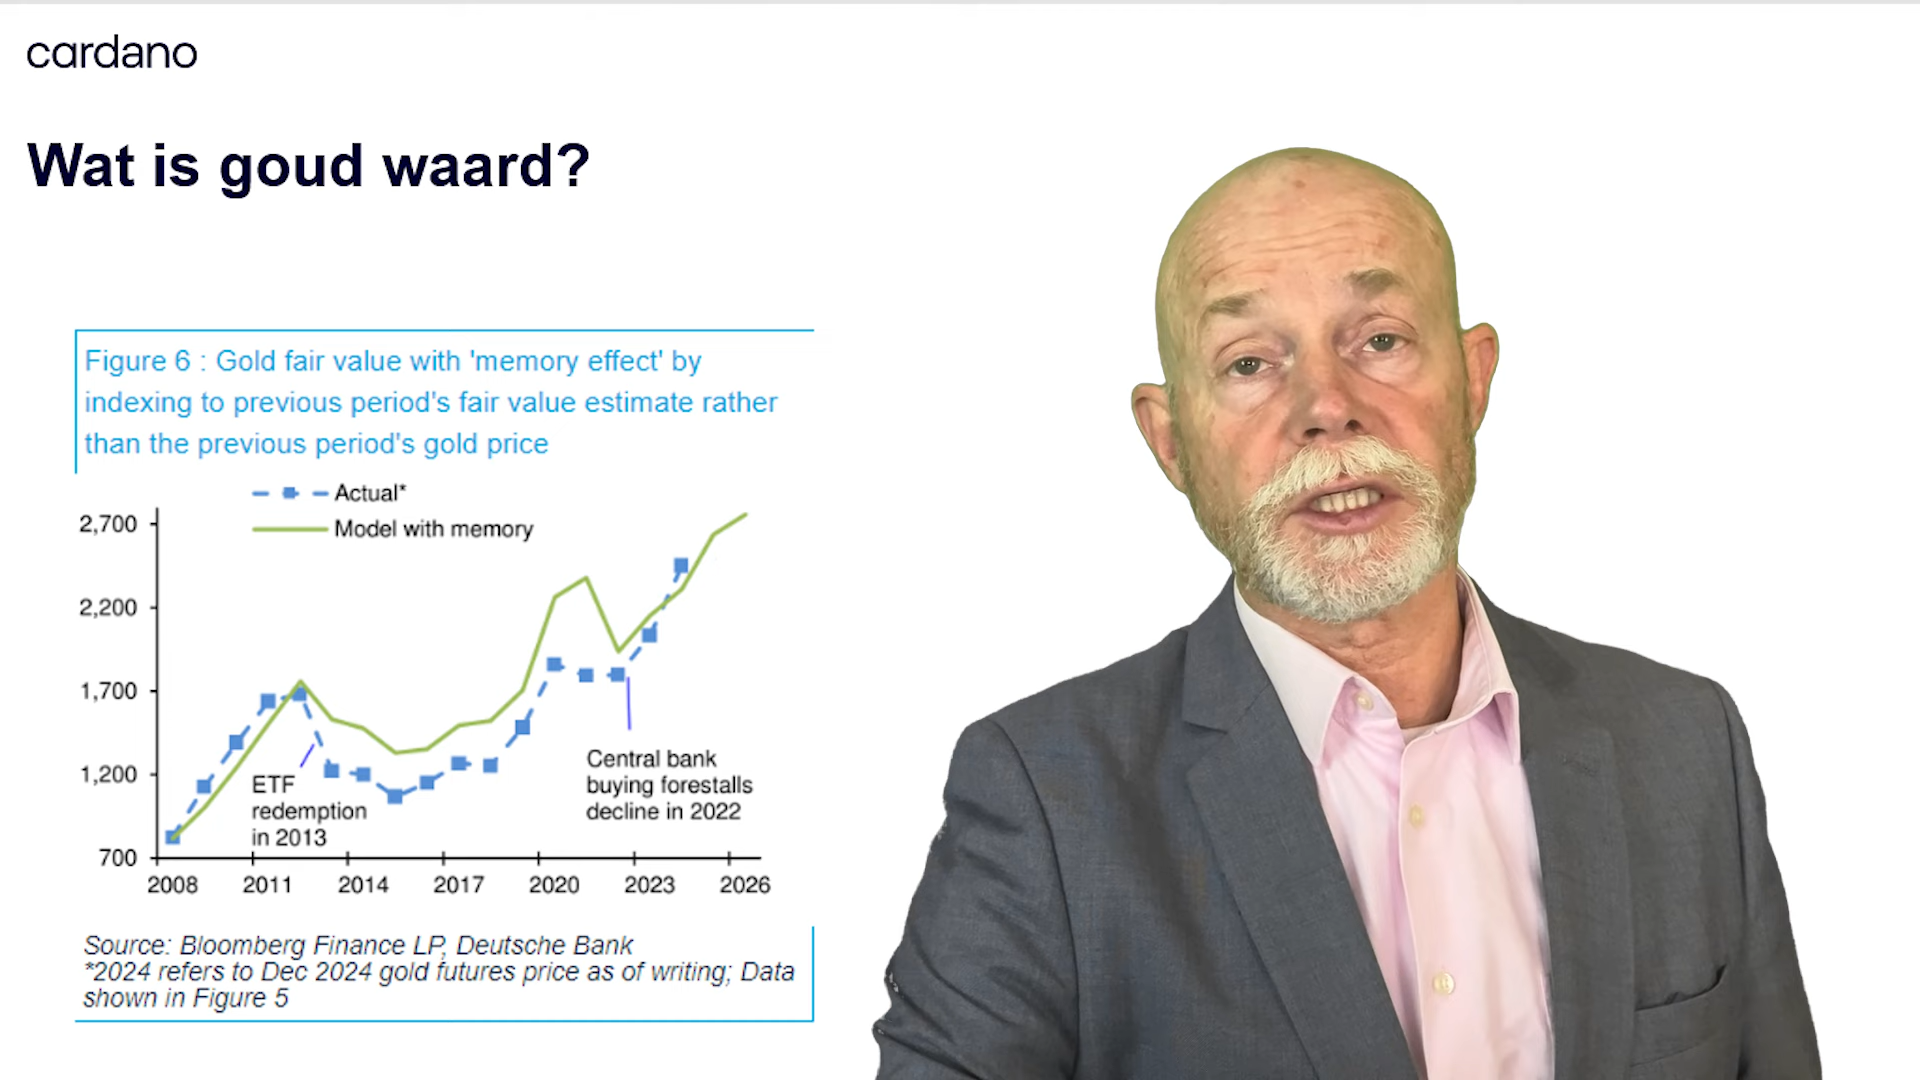 cardano
Wat is goud waard?
Figure 6 : Gold fair value with 'memory effect' by
indexing to previous period's fair value estimate rather
than the previous period's gold price
Actual*
Model with memory
2,700
2,200
1,700
1,200
700
ETF
redemption
in 2013
Central bank
buying forestalls
decline in 2022
2008 2011 2014 2017 2020 2023 2026
Source: Bloomberg Finance LP, Deutsche Bank
*2024 refers to Dec 2024 gold futures price as of writing; Data
shown in Figure 5